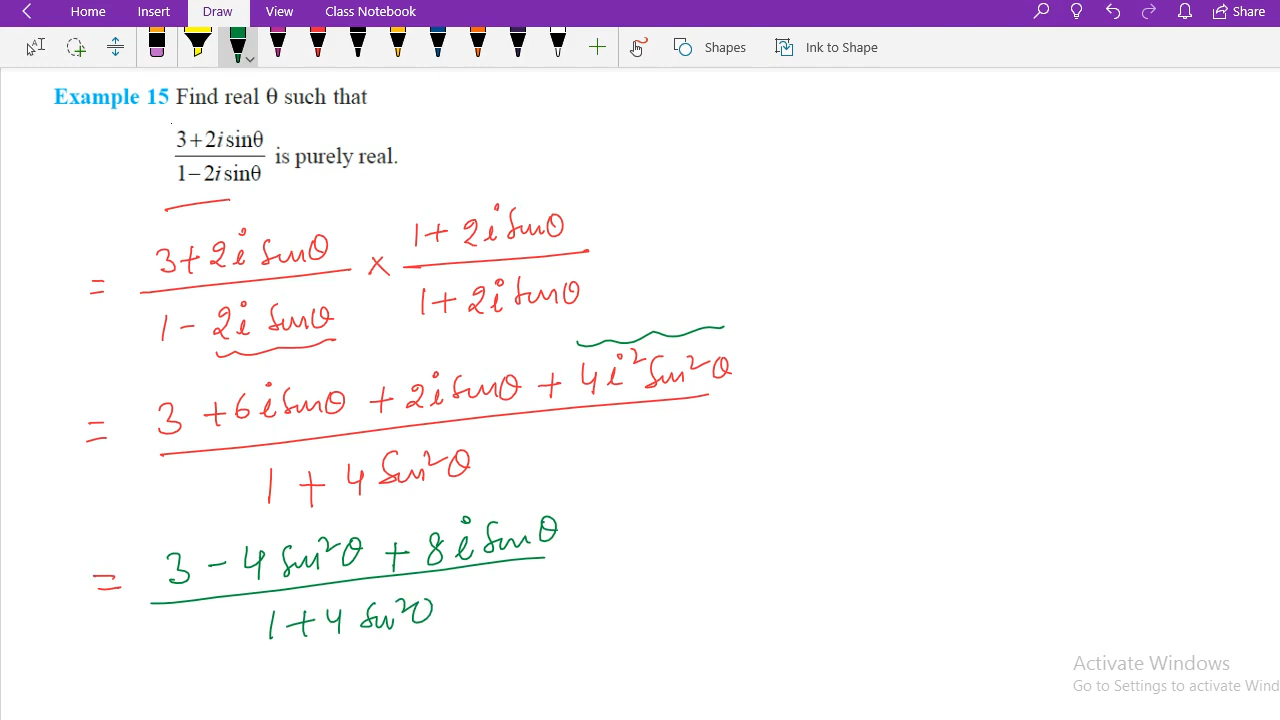 Home Insert Draw View Class Notebook Share
Shapes Ink to Shape
Example 15 Find real θ such that
3+2i sinθ
1−2i sinθ
is purely real.
= 3+2i sinθ / 1 - 2i sinθ × 1+2i sinθ / 1+2i sinθ
= 3 +6i sinθ + 2i sinθ + 4i² sin²θ / 1 + 4 sin²θ
= 3 - 4 sin²θ + 8i sinθ / 1+4 sin²θ
Activate Windows
Go to Settings to activate Wind